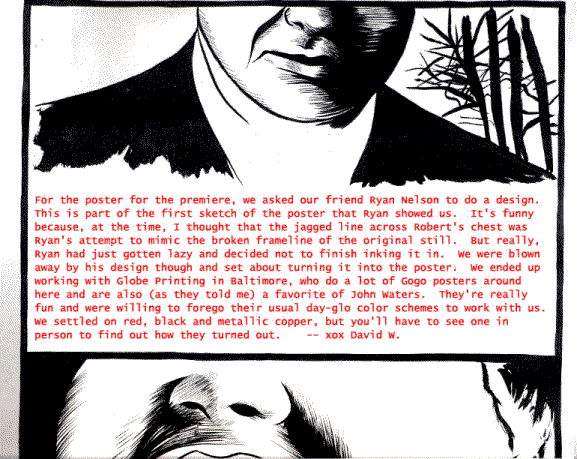 For the poster for the premiere, we asked our friend Ryan Nelson to do a design.
This is part of the first sketch of the poster that Ryan showed us.  It's funny
because, at the time, I thought that the jagged line across Robert's chest was
Ryan's attempt to mimic the broken frameline of the original still.  But really,
Ryan had just gotten lazy and decided not to finish inking it in.  We were blown
away by his design though and set about turning it into the poster.  We ended up
working with Globe Printing in Baltimore, who do a lot of Gogo posters around
here and are also (as they told me) a favorite of John Waters.  They're really
fun and were willing to forego their usual day-glo color schemes to work with us.
We settled on red, black and metallic copper, but you'll have to see one in
person to find out how they turned out.    -- xox David W.